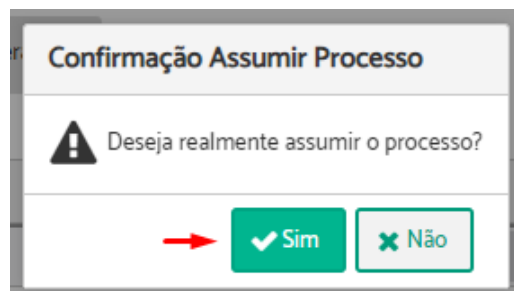 Confirmação Assumir Processo
Deseja realmente assumir o processo?
Sim
Não